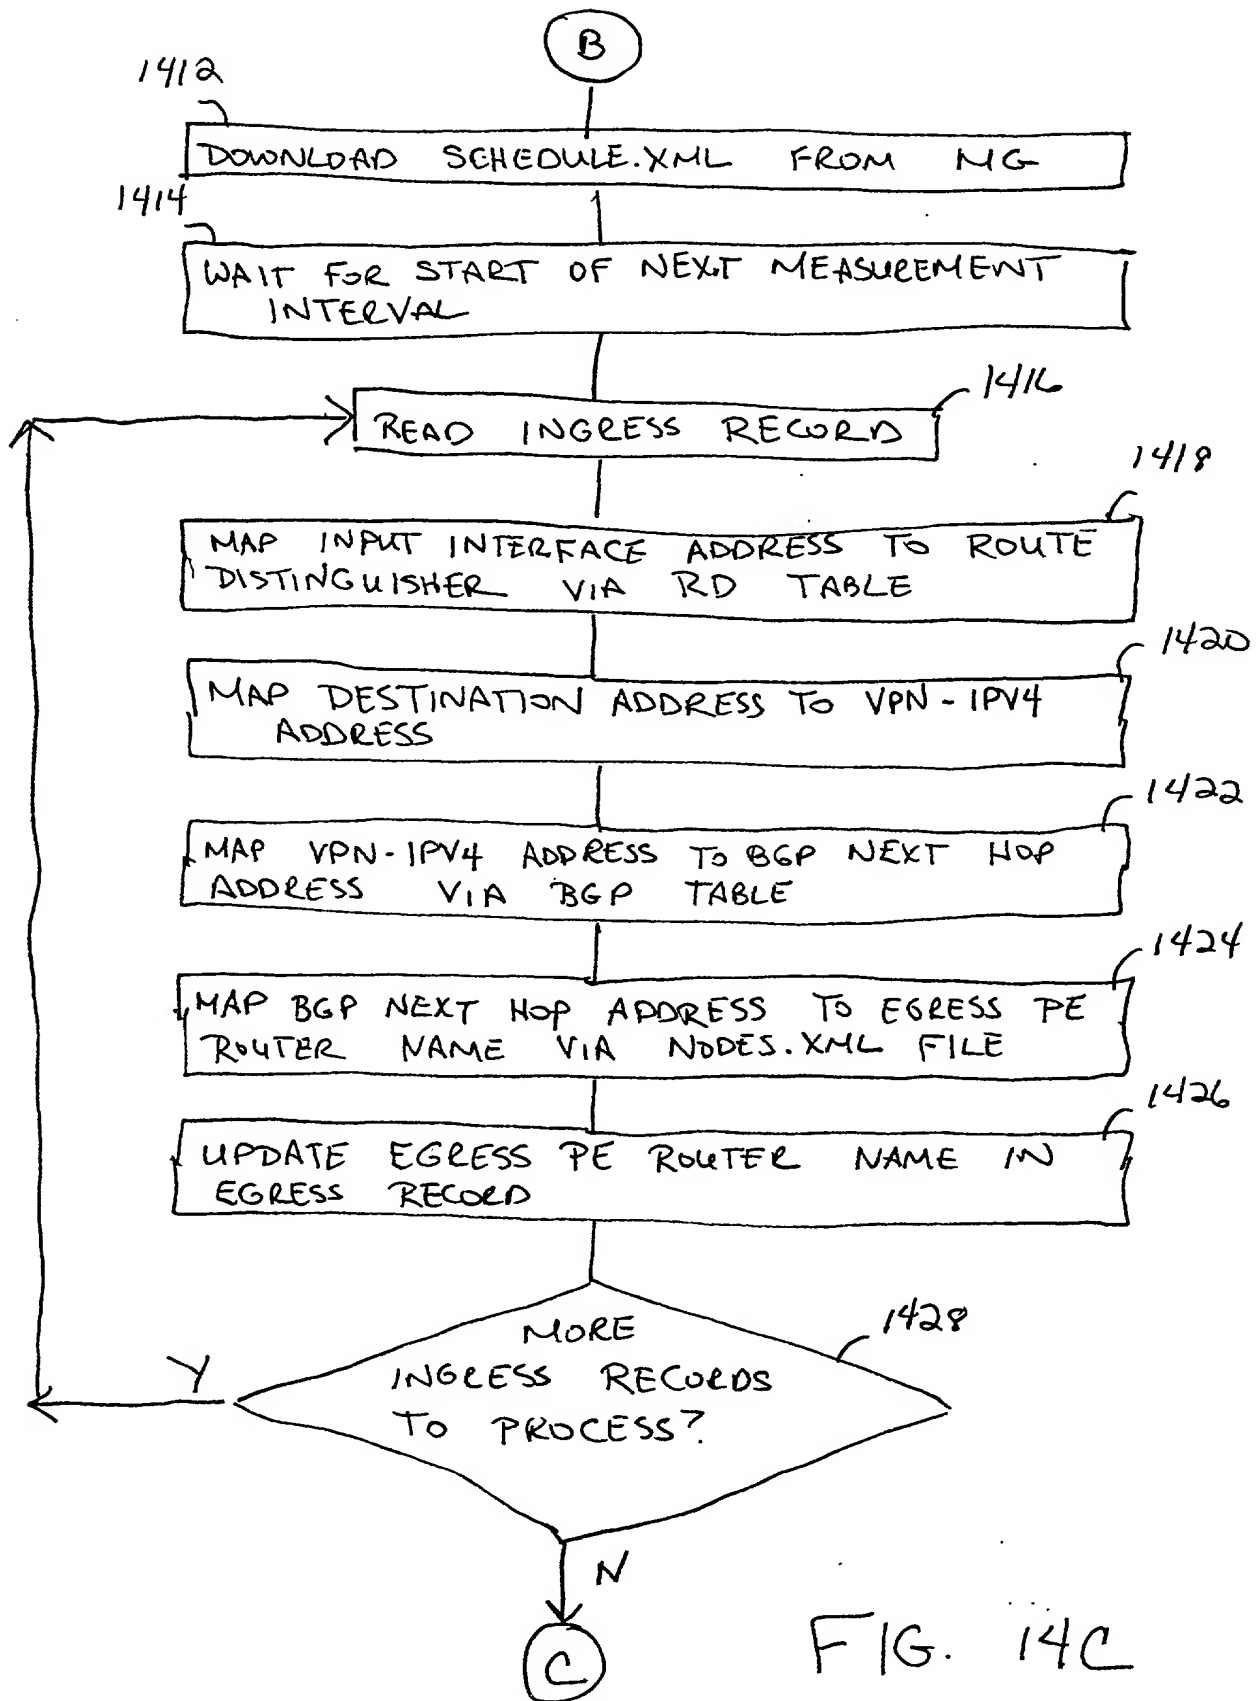 B
1412
DOWNLOAD SCHEDULE.XML FROM MG
1414
WAIT FOR START OF NEXT MEASUREMENT
INTERVAL
1416
READ INGRESS RECORD
1418
MAP INPUT INTERFACE ADDRESS TO ROUTE
DISTINGUISHER VIA RD TABLE
1420
MAP DESTINATION ADDRESS TO VPN-IPV4
ADDRESS
1422
MAP VPN-IPV4 ADDRESS TO BGP NEXT HOP
ADDRESS VIA BGP TABLE
1424
MAP BGP NEXT HOP ADDRESS TO EGRESS PE
ROUTER NAME VIA NODES.XML FILE
1426
UPDATE EGRESS PE ROUTER NAME IN
EGRESS RECORD
1428
MORE
INGRESS RECORDS
TO PROCESS?
Y
N
C
FIG. 14C